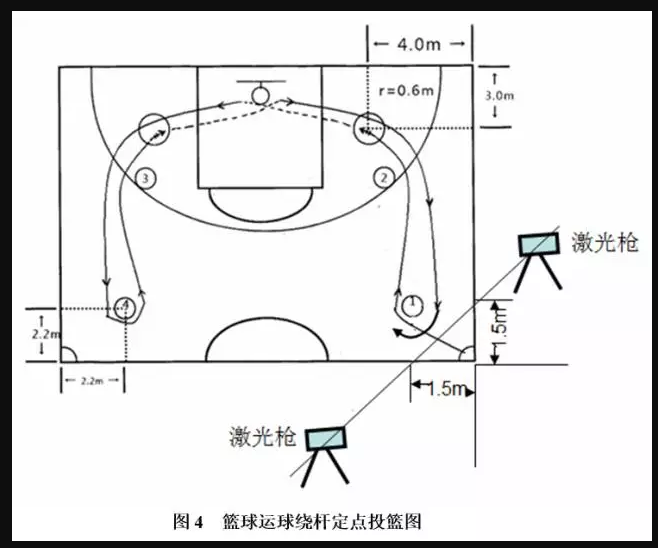 4.0m
r=0.6m
3.0m
3
2
激光枪
4
1
2.2m
1.5m
2.2m
1.5m
激光枪
图 4 篮球运球绕杆定点投篮图